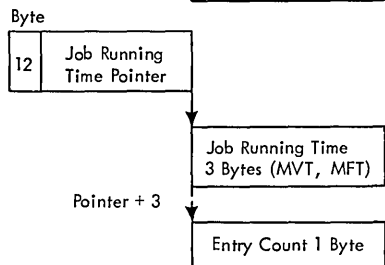 Byte
12
Job Running
Time Pointer
Job Running Time
3 Bytes (MVT, MFT)
Pointer + 3
Entry Count 1 Byte